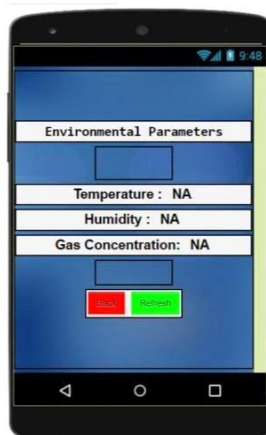 9:48
Environmental Parameters
Temperature : NA
Humidity : NA
Gas Concentration: NA
Back Refresh